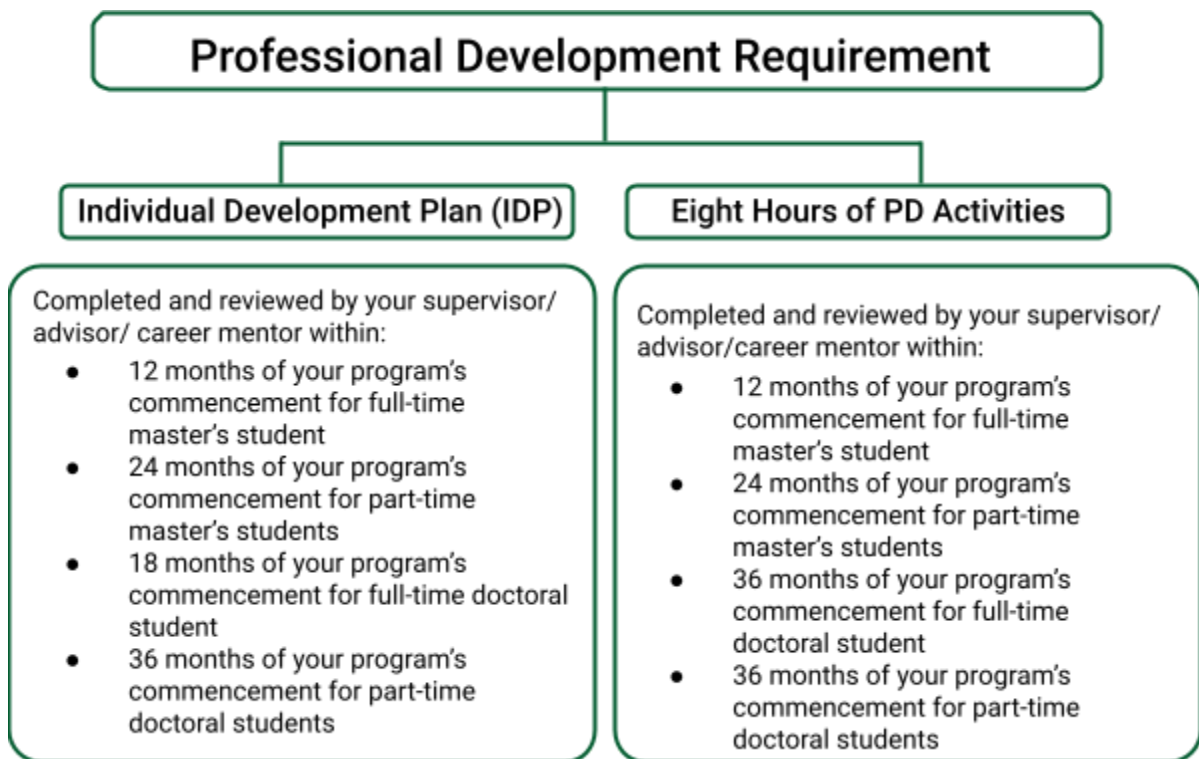 Professional Development Requirement
Individual Development Plan (IDP)
Completed and reviewed by your supervisor/
advisor/ career mentor within:
● 12 months of your program’s
commencement for full-time
master’s student
● 24 months of your program’s
commencement for part-time
master’s students
● 18 months of your program’s
commencement for full-time doctoral
student
● 36 months of your program’s
commencement for part-time
doctoral students
Eight Hours of PD Activities
Completed and reviewed by your supervisor/
advisor/career mentor within:
● 12 months of your program’s
commencement for full-time
master’s student
● 24 months of your program’s
commencement for part-time
master’s students
● 36 months of your program’s
commencement for full-time
doctoral student
● 36 months of your program’s
commencement for part-time
doctoral students